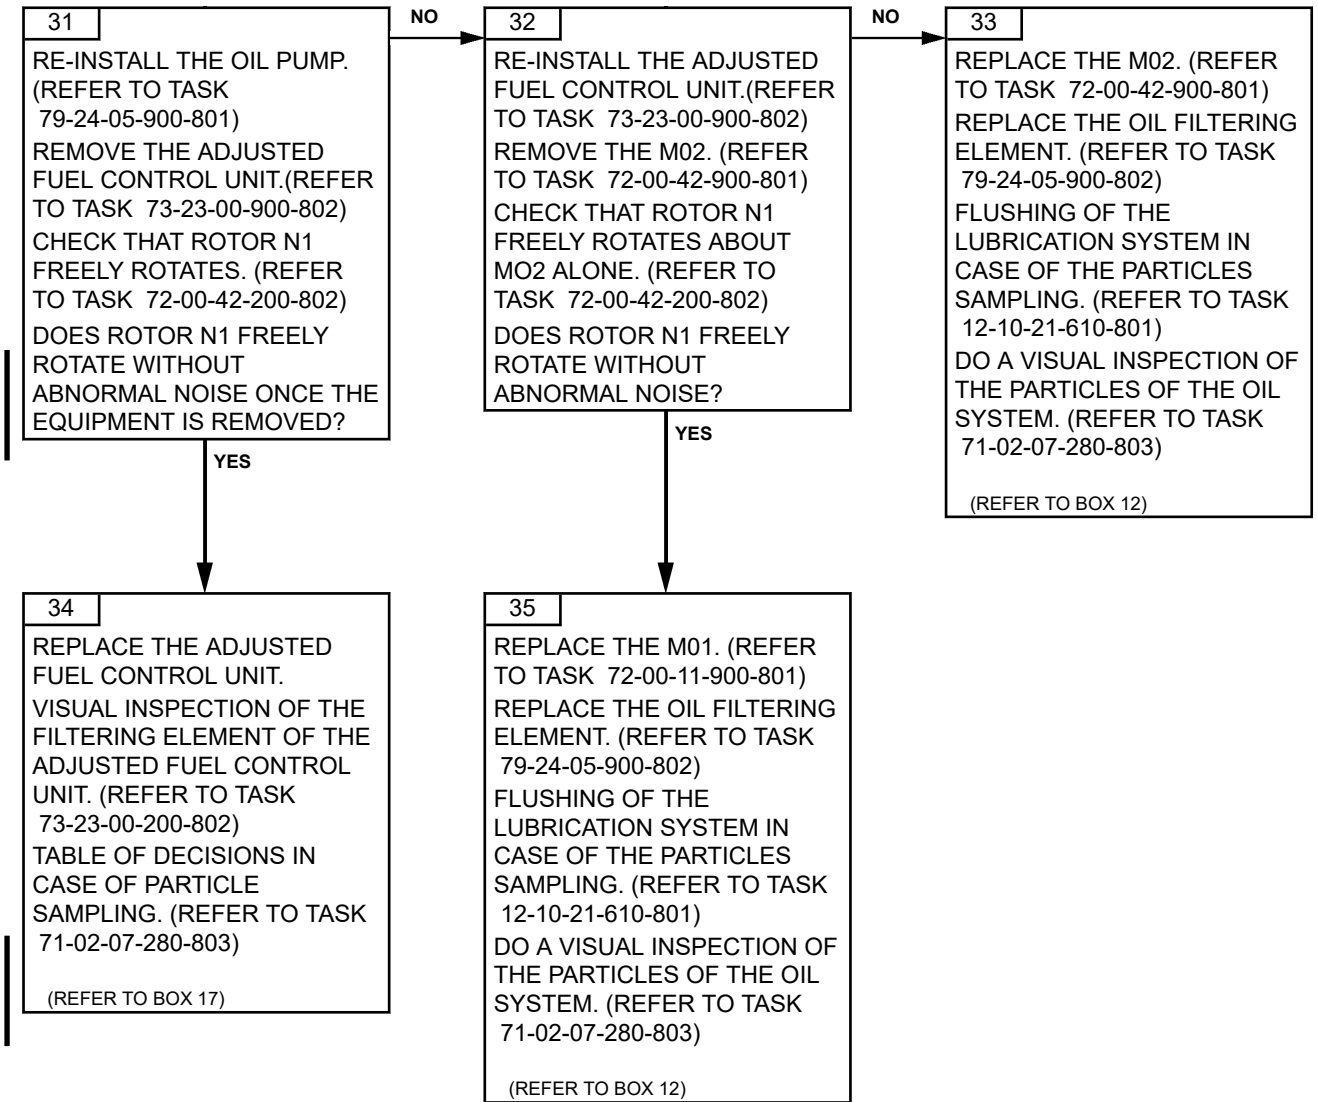 31
RE-INSTALL THE OIL PUMP.
(REFER TO TASK
79-24-05-900-801)
REMOVE THE ADJUSTED
FUEL CONTROL UNIT.(REFER
TO TASK 73-23-00-900-802)
CHECK THAT ROTOR N1
FREELY ROTATES. (REFER
TO TASK 72-00-42-200-802)
DOES ROTOR N1 FREELY
ROTATE WITHOUT
ABNORMAL NOISE ONCE THE
EQUIPMENT IS REMOVED?
NO
YES
32
RE-INSTALL THE ADJUSTED
FUEL CONTROL UNIT.(REFER
TO TASK 73-23-00-900-802)
REMOVE THE M02. (REFER
TO TASK 72-00-42-900-801)
CHECK THAT ROTOR N1
FREELY ROTATES ABOUT
MO2 ALONE. (REFER TO
TASK 72-00-42-200-802)
DOES ROTOR N1 FREELY
ROTATE WITHOUT
ABNORMAL NOISE?
NO
YES
33
REPLACE THE M02. (REFER
TO TASK 72-00-42-900-801)
REPLACE THE OIL FILTERING
ELEMENT. (REFER TO TASK
79-24-05-900-802)
FLUSHING OF THE
LUBRICATION SYSTEM IN
CASE OF THE PARTICLES
SAMPLING. (REFER TO TASK
12-10-21-610-801)
DO A VISUAL INSPECTION OF
THE PARTICLES OF THE OIL
SYSTEM. (REFER TO TASK
71-02-07-280-803)
(REFER TO BOX 12)
34
REPLACE THE ADJUSTED
FUEL CONTROL UNIT.
VISUAL INSPECTION OF THE
FILTERING ELEMENT OF THE
ADJUSTED FUEL CONTROL
UNIT. (REFER TO TASK
73-23-00-200-802)
TABLE OF DECISIONS IN
CASE OF PARTICLE
SAMPLING. (REFER TO TASK
71-02-07-280-803)
(REFER TO BOX 17)
35
REPLACE THE M01. (REFER
TO TASK 72-00-11-900-801)
REPLACE THE OIL FILTERING
ELEMENT. (REFER TO TASK
79-24-05-900-802)
FLUSHING OF THE
LUBRICATION SYSTEM IN
CASE OF THE PARTICLES
SAMPLING. (REFER TO TASK
12-10-21-610-801)
DO A VISUAL INSPECTION OF
THE PARTICLES OF THE OIL
SYSTEM. (REFER TO TASK
71-02-07-280-803)
(REFER TO BOX 12)